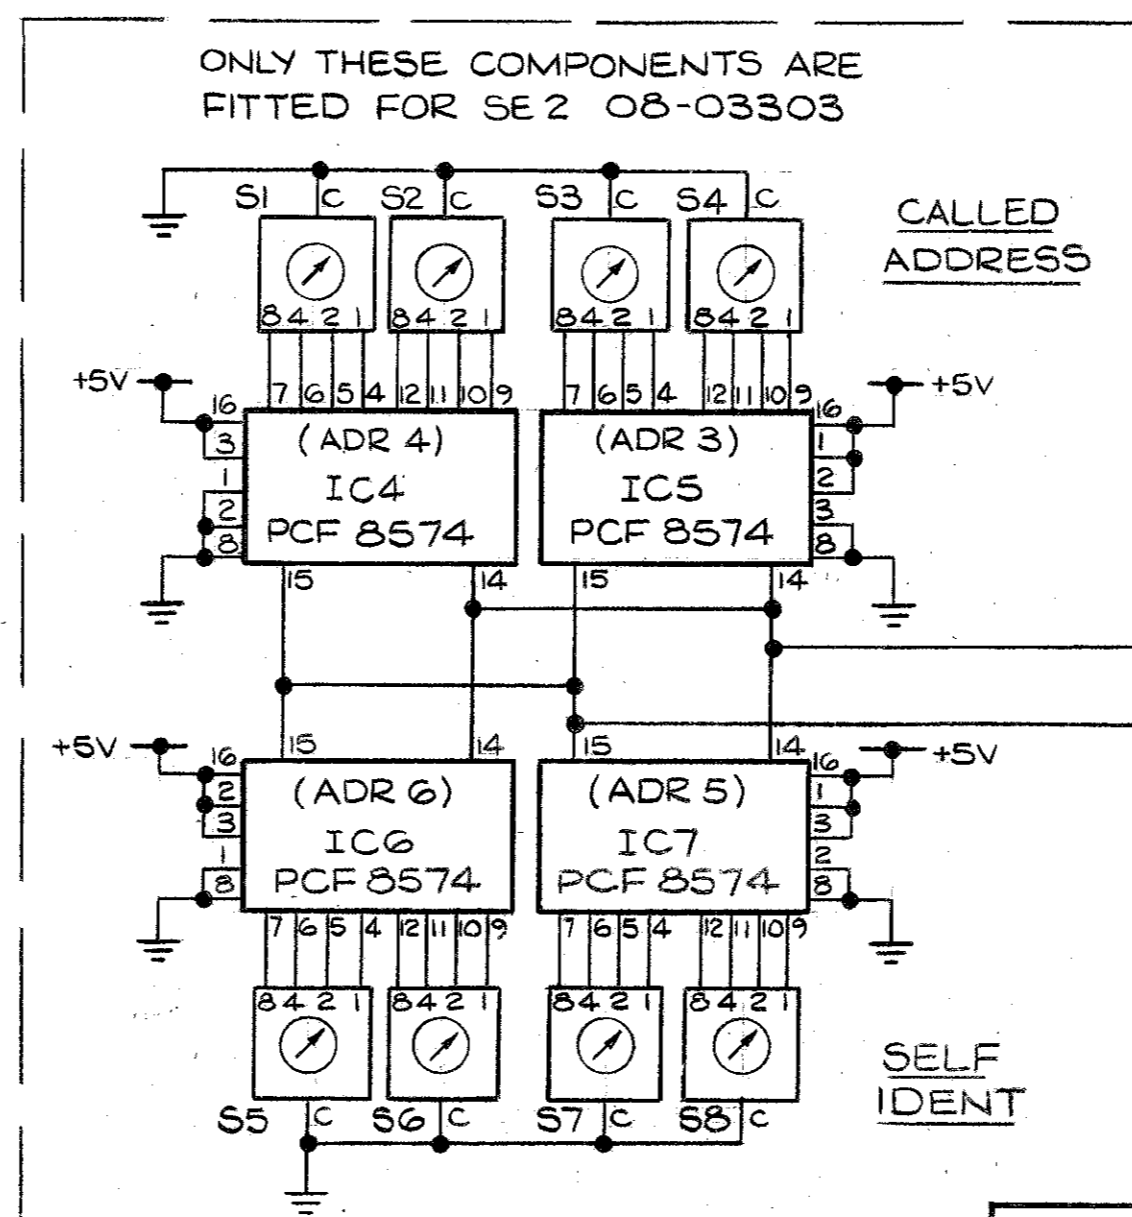 ONLY THESE COMPONENTS ARE
FITTED FOR SE2 08-03303
S1 C S2 C S3 C S4 C
CALLED
ADDRESS
8 4 2 1 8 4 2 1 8 4 2 1 8 4 2 1
+5V 7 6 5 4 12 11 10 9 7 6 5 4 12 11 10 9 +5V
16 (ADR 4) (ADR 3) 16
3 1
1 IC4 IC5 2
2 PCF 8574 PCF 8574 3
8 8
15 14 15 14
+5V 15 14 15 14 +5V
16 (ADR 6) (ADR 5) 16
2 1
3 IC6 IC7 3
1 PCF 8574 PCF 8574 2
8 8
7 6 5 4 12 11 10 9 7 6 5 4 12 11 10 9
8 4 2 1 8 4 2 1 8 4 2 1 8 4 2 1
SELF
IDENT
S5 C S6 C S7 C S8 C